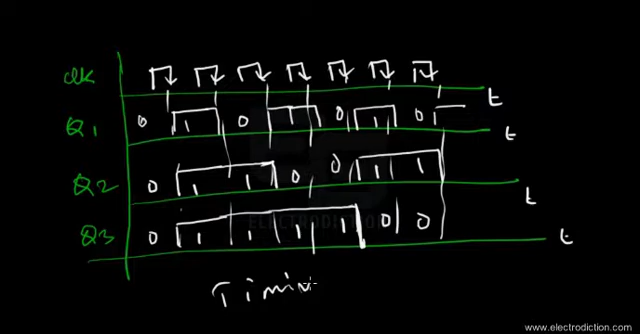 clk t
Q1 0 1 0 1 0 1 0 t
Q2 0 1 1 0 0 1 1 t
Q3 0 1 1 1 1 0 0 t
ELECTRODICTION
Timin
www.electrodiction.com